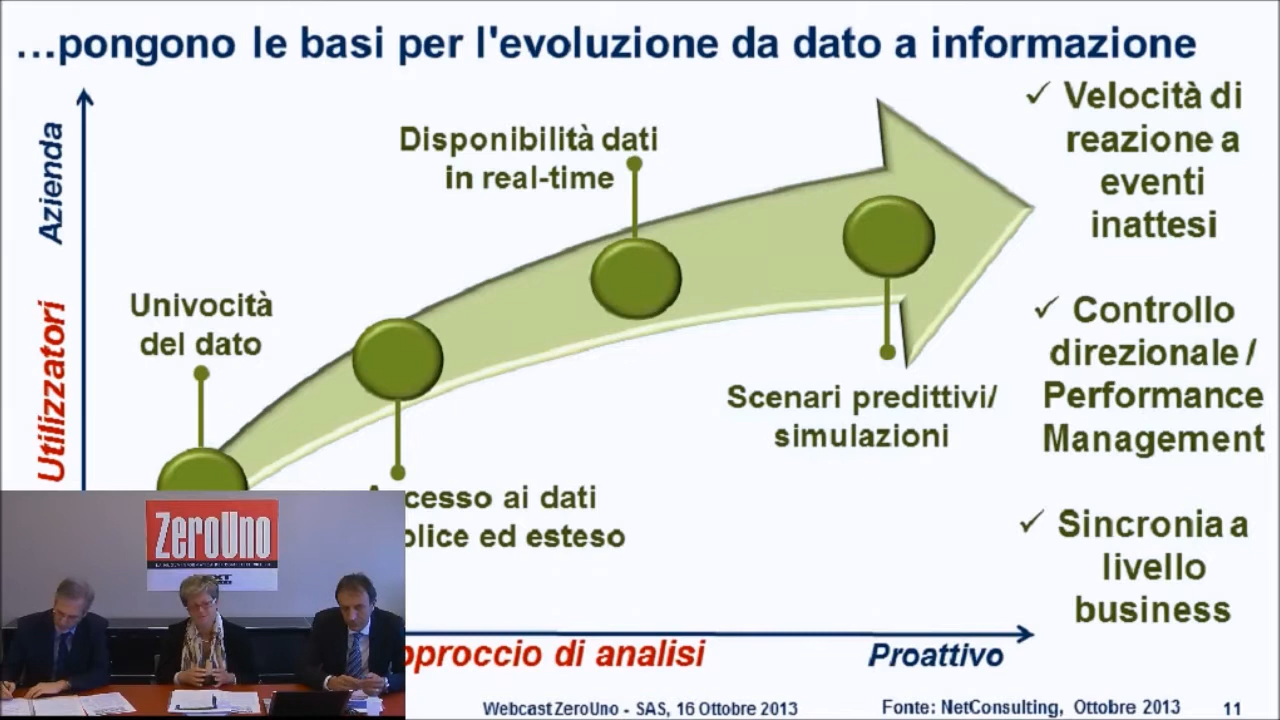 ...pongono le basi per l'evoluzione da dato a informazione
Azienda
Utilizzatori
Univocità
del dato
Disponibilità dati
in real-time
cesso ai dati
plice ed esteso
Scenari predittivi/
simulazioni
✓ Velocità di
reazione a
eventi
inattesi
✓ Controllo
direzionale /
Performance
Management
✓ Sincronia a
livello
business
ZeroUno
pproccio di analisi
Proattivo
Webcast ZeroUno - SAS, 16 Ottobre 2013
Fonte: NetConsulting, Ottobre 2013
11